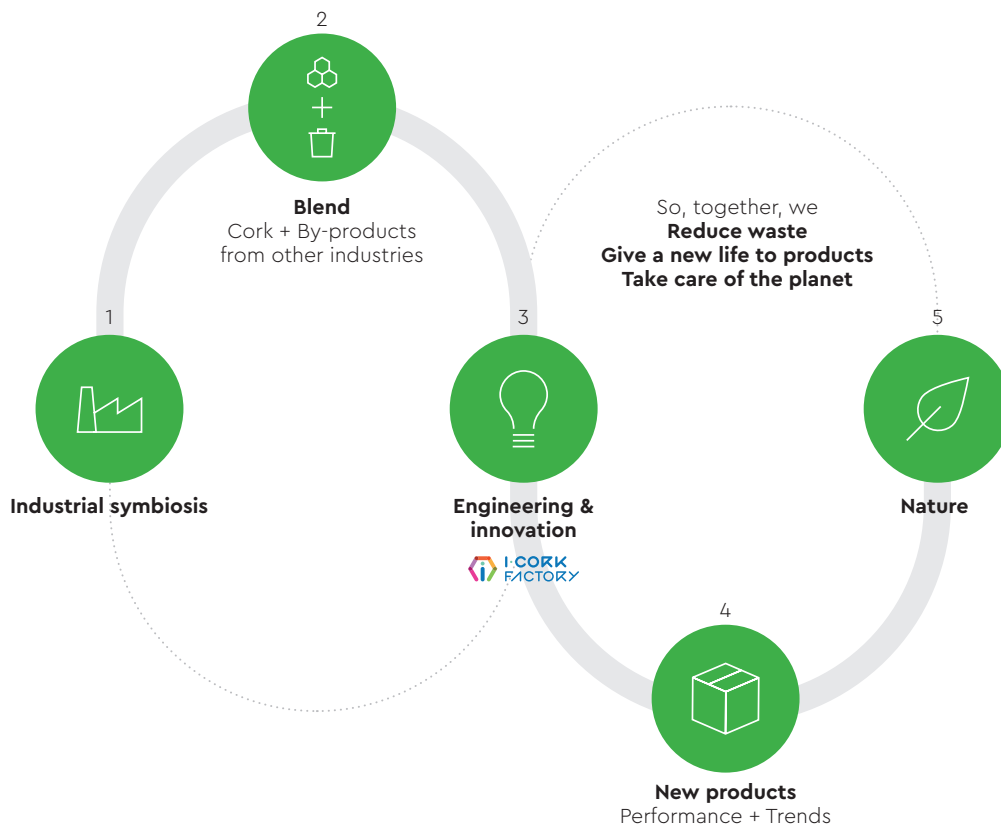 1
Industrial symbiosis
2
Blend
Cork + By-products
from other industries
3
Engineering &
innovation
I·CORK
FACTORY
4
New products
Performance + Trends
5
Nature
So, together, we
Reduce waste
Give a new life to products
Take care of the planet